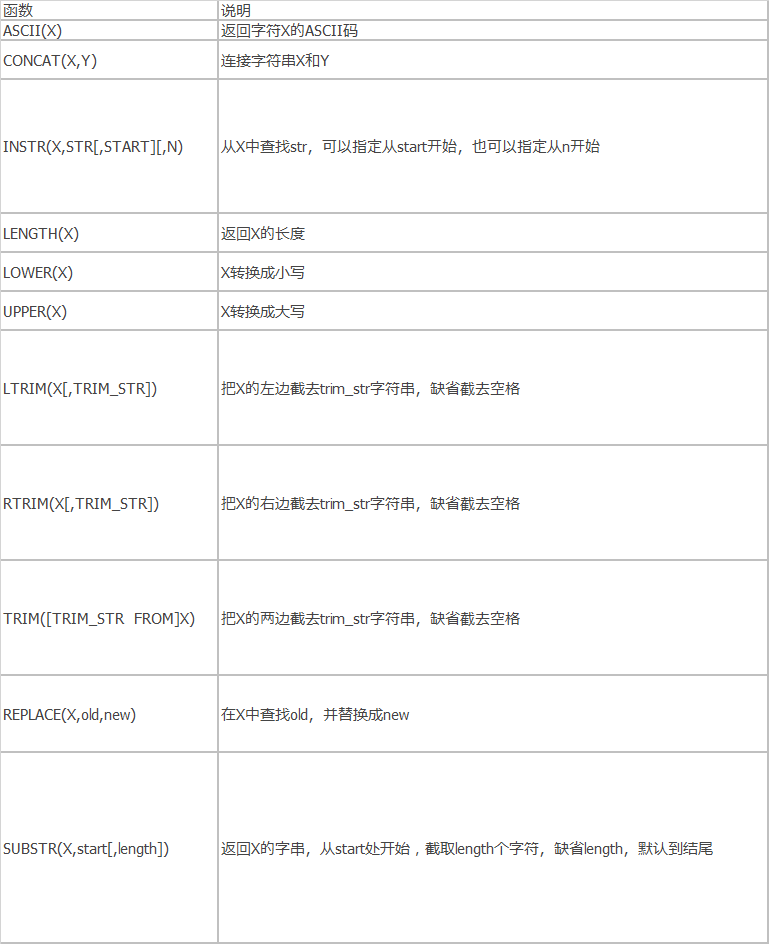 函数 说明
ASCII(X) 返回字符X的ASCII码
CONCAT(X,Y) 连接字符串X和Y
INSTR(X,STR[,START][,N) 从X中查找str，可以指定从start开始，也可以指定从n开始
LENGTH(X) 返回X的长度
LOWER(X) X转换成小写
UPPER(X) X转换成大写
LTRIM(X[,TRIM_STR]) 把X的左边截去trim_str字符串，缺省截去空格
RTRIM(X[,TRIM_STR]) 把X的右边截去trim_str字符串，缺省截去空格
TRIM([TRIM_STR  FROM]X) 把X的两边截去trim_str字符串，缺省截去空格
REPLACE(X,old,new) 在X中查找old，并替换成new
SUBSTR(X,start[,length]) 返回X的字串，从start处开始，截取length个字符，缺省length，默认到结尾